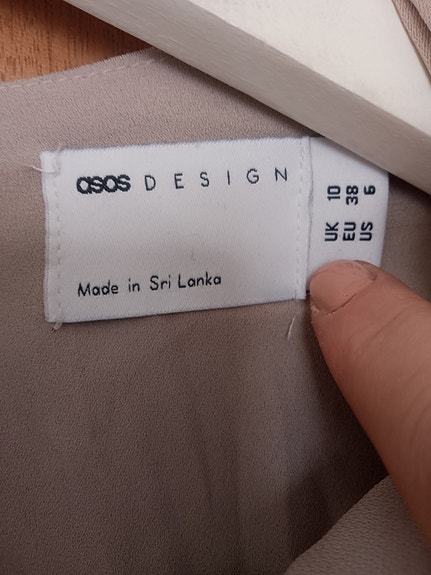 asos DESIGN
Made in Sri Lanka
UK 10
EU 38
US 6